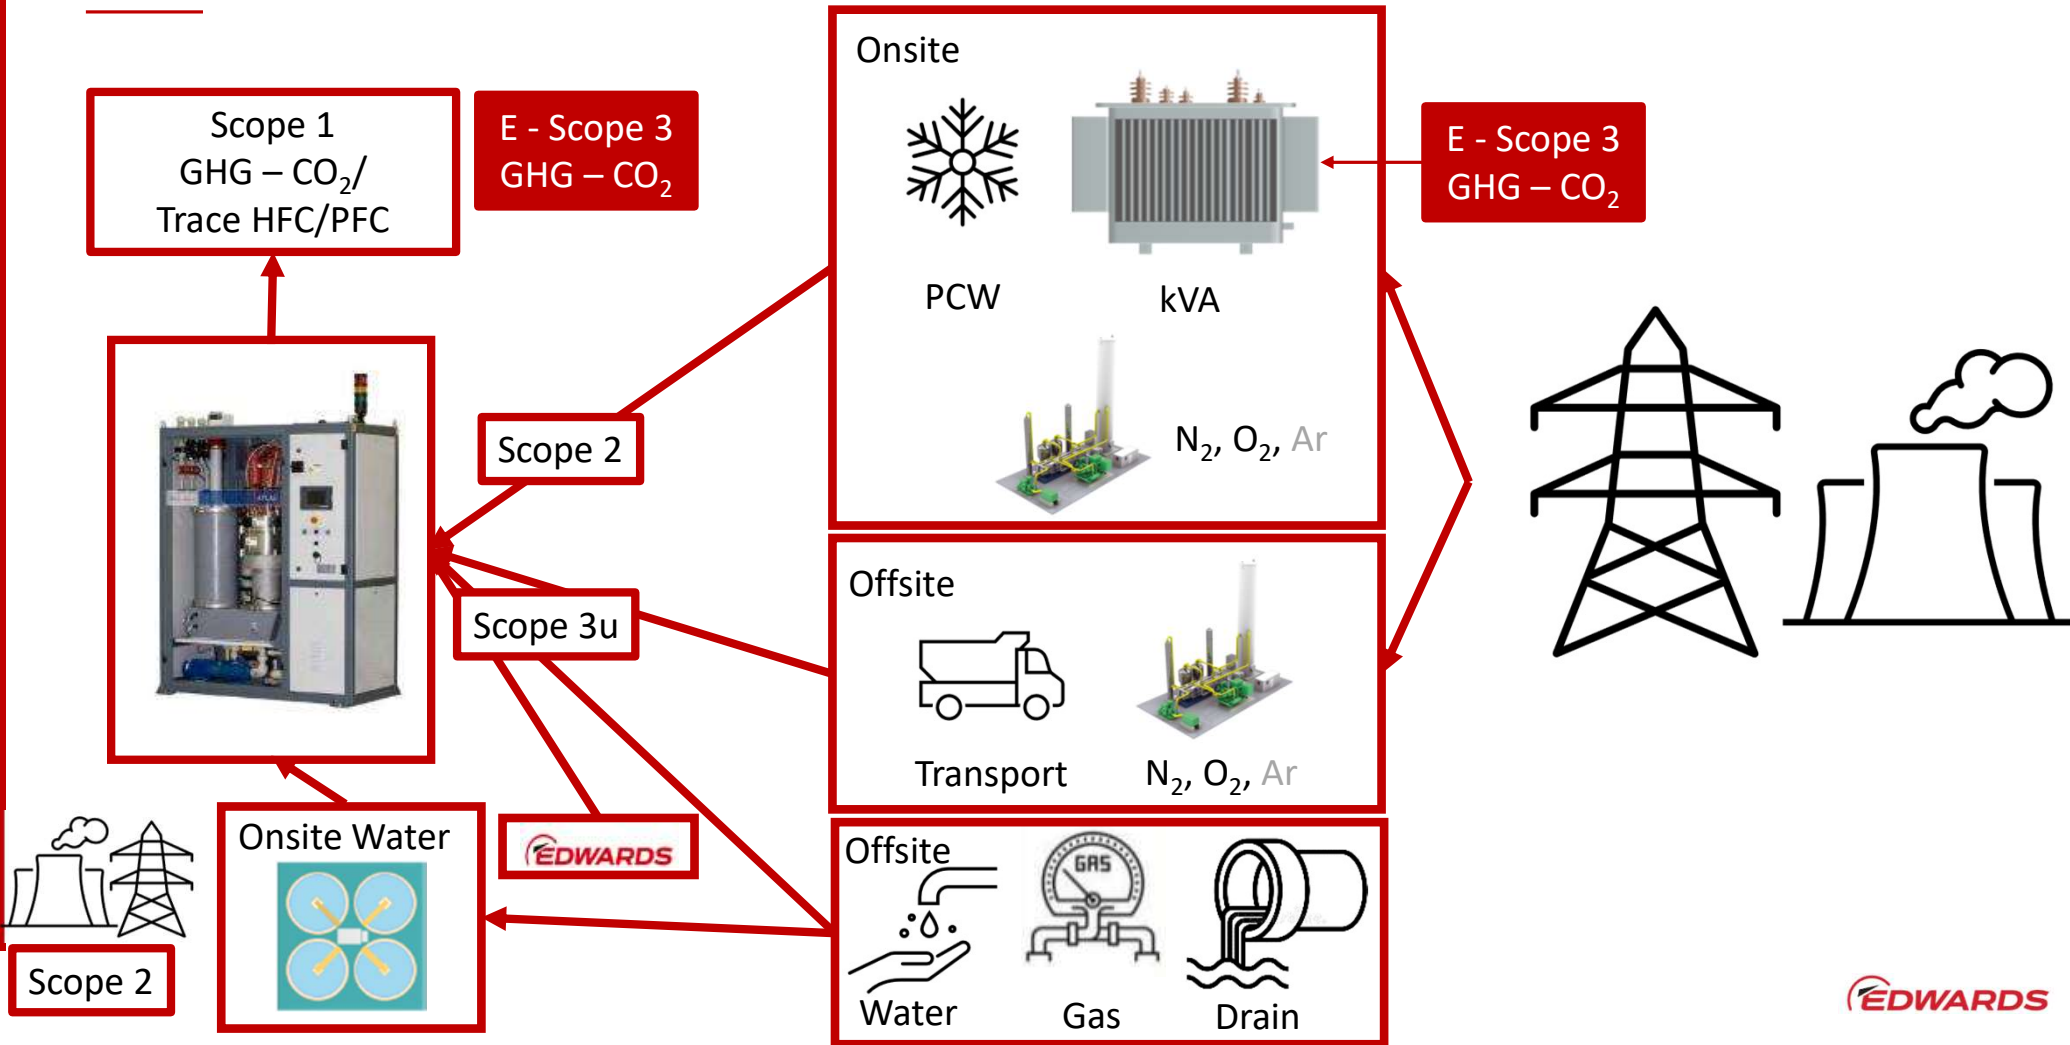 Scope 1
GHG – CO₂/
Trace HFC/PFC
E - Scope 3
GHG – CO₂
Onsite
PCW
kVA
N₂, O₂, Ar
E - Scope 3
GHG – CO₂
Scope 2
Scope 3u
Offsite
Transport
N₂, O₂, Ar
Onsite Water
EDWARDS
Offsite
GAS
Water
Gas
Drain
Scope 2
EDWARDS